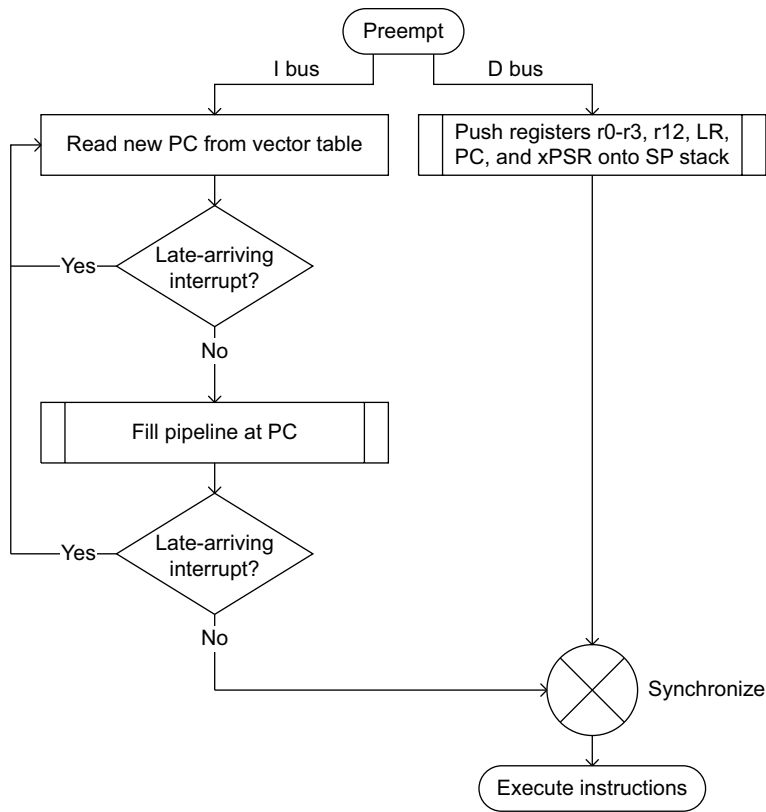 Preempt
I bus
D bus
Read new PC from vector table
Push registers r0-r3, r12, LR,
PC, and xPSR onto SP stack
Late-arriving
interrupt?
Yes
No
Fill pipeline at PC
Late-arriving
interrupt?
Yes
No
Synchronize
Execute instructions